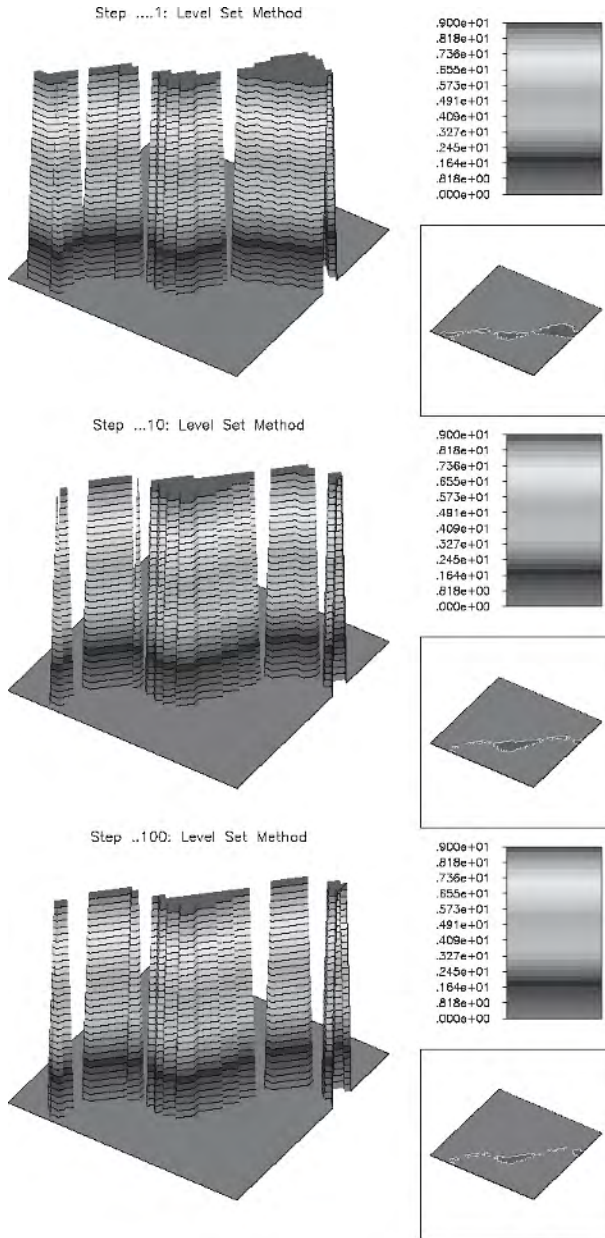 Step ....1: Level Set Method
.900e+01
.818e+01
.736e+01
.655e+01
.573e+01
.491e+01
.409e+01
.327e+01
.245e+01
.164e+01
.818e+00
.000e+00
Step ...10: Level Set Method
.900e+01
.818e+01
.736e+01
.655e+01
.573e+01
.491e+01
.409e+01
.327e+01
.245e+01
.164e+01
.818e+00
.000e+00
Step ..100: Level Set Method
.900e+01
.818e+01
.736e+01
.655e+01
.573e+01
.491e+01
.409e+01
.327e+01
.245e+01
.164e+01
.818e+00
.000e+00